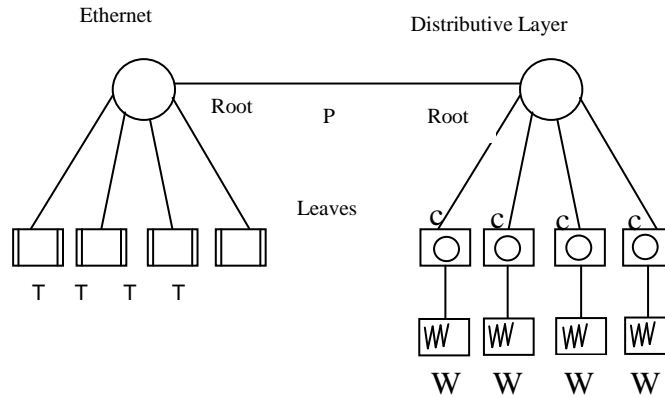 Ethernet
Distributive Layer
Root
P
Root
Leaves
c c c c
T T T T
W W W W